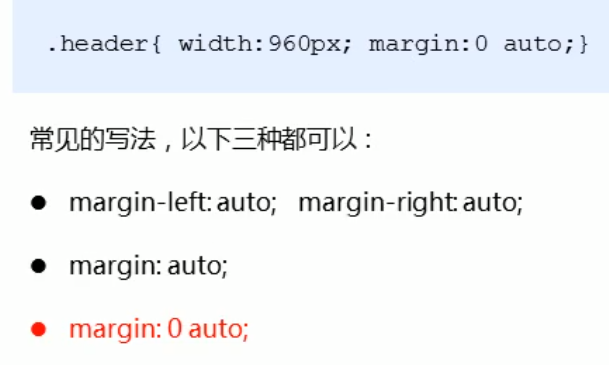 .header{ width:960px; margin:0 auto;}
常见的写法，以下三种都可以：
● margin-left: auto;   margin-right: auto;
● margin: auto;
● margin: 0 auto;